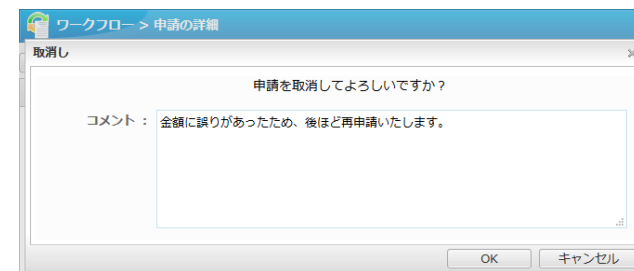 ワークフロー > 申請の詳細
取消し
申請を取消してよろしいですか？
コメント： 金額に誤りがあったため、後ほど再申請いたします。
OK キャンセル